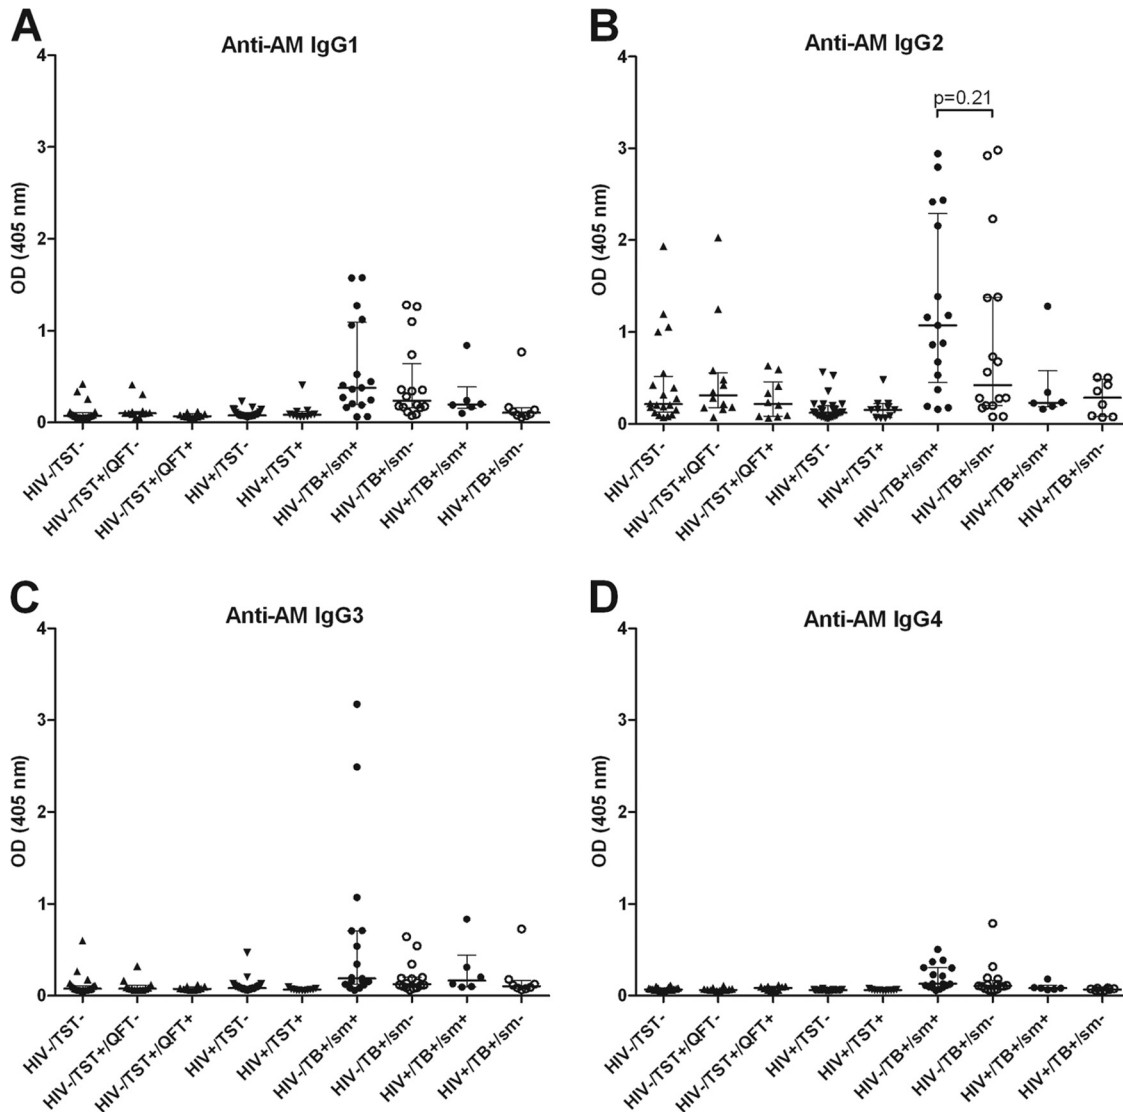 A
Anti-AM IgG1
OD (405 nm)
4
3
2
1
0
HIV-/TST-
HIV-/TST+/QFT-
HIV-/TST+/QFT+
HIV+/TST-
HIV+/TST+
HIV-/TB+/sm+
HIV-/TB+/sm-
HIV+/TB+/sm+
HIV+/TB+/sm-
B
Anti-AM IgG2
OD (405 nm)
4
3
2
1
0
p=0.21
HIV-/TST-
HIV-/TST+/QFT-
HIV-/TST+/QFT+
HIV+/TST-
HIV+/TST+
HIV-/TB+/sm+
HIV-/TB+/sm-
HIV+/TB+/sm+
HIV+/TB+/sm-
C
Anti-AM IgG3
OD (405 nm)
4
3
2
1
0
HIV-/TST-
HIV-/TST+/QFT-
HIV-/TST+/QFT+
HIV+/TST-
HIV+/TST+
HIV-/TB+/sm+
HIV-/TB+/sm-
HIV+/TB+/sm+
HIV+/TB+/sm-
D
Anti-AM IgG4
OD (405 nm)
4
3
2
1
0
HIV-/TST-
HIV-/TST+/QFT-
HIV-/TST+/QFT+
HIV+/TST-
HIV+/TST+
HIV-/TB+/sm+
HIV-/TB+/sm-
HIV+/TB+/sm+
HIV+/TB+/sm-